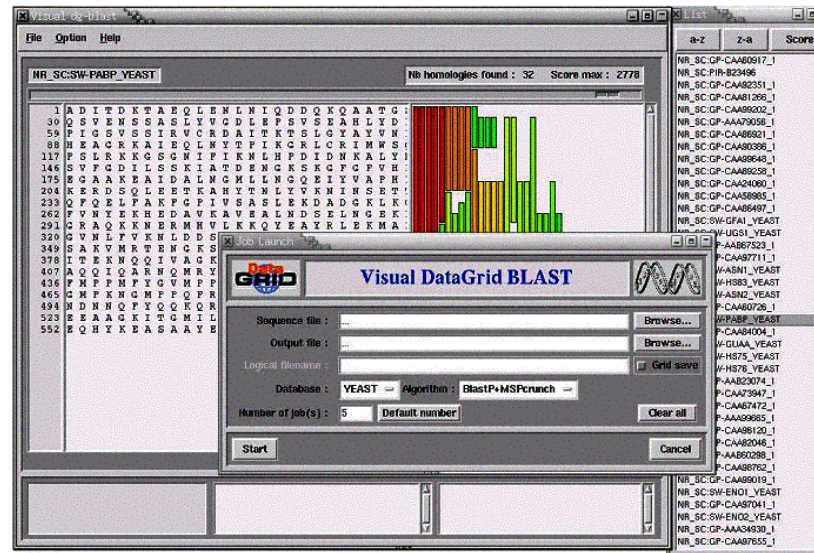 Visual dg-blast
File Option Help
NR_SC:SW-PABP_YEAST
Nb homologies found : 32 Score max : 2778
1 A D I T D K T A E Q L E N L N I Q D D Q K Q A A T G
30 Q S V E N S S A S L Y V G D L E P S V S E A H L Y D
59 P I G S V S S I R V C R D A I T K T S L G Y A Y V N
88 H E A G R K A I E Q L N Y T P I K G R L C R I M W S
117 P S L R K K G S G N I F I K N L H P D I D N K A L Y
146 S V F G D I L S S K I A T D E N G K S K G F G F V H
175 E G A A K E A I D A L N G M L L N G Q E I Y V A P H
204 K E R D S Q L E E T K A H Y T N L Y V K N I N S E T
233 Q F Q E L F A K F G P I V S A S L E K D A D G K L K
262 F V N Y E K H E D A V K A V E A L N D S E L N G E K
291 G R A Q K K N E R M H V L K K Q Y E A Y R L E K M A
320 G V N L F V K N L D D S
349 S A K V M R T E N G K S
378 I T E K N Q Q I V A G K
407 A Q Q I Q A R N Q M R Y
436 F M P P M F Y G V M P P
465 G M P K N G M P P Q F R
494 N D N N Q F Y Q Q K Q R
523 E E A A G K I T G M I L
552 E Q H Y K E A S A A Y E
List
a-z z-a Score
NR_SC:GP-CAA60917_1
NR_SC:PIR-B23496
NR_SC:GP-CAA92351_1
NR_SC:GP-CAA81266_1
NR_SC:GP-CAA99202_1
NR_SC:GP-AAA79056_1
NR_SC:GP-CAA86921_1
NR_SC:GP-CAA90386_1
NR_SC:GP-CAA99648_1
NR_SC:GP-CAA89258_1
NR_SC:GP-CAA24060_1
NR_SC:GP-CAA58985_1
NR_SC:GP-CAA86497_1
NR_SC:SW-GFA1_YEAST
W-UGS1_YEAST
P-AAB67523_1
P-CAA97711_1
W-ASN1_YEAST
W-HS83_YEAST
W-ASN2_YEAST
P-CAA60726_1
W-PABP_YEAST
P-CAA84004_1
W-GUAA_YEAST
W-HS75_YEAST
W-HS76_YEAST
P-AAB23074_1
P-CAA73947_1
P-CAA67472_1
P-AAA99665_1
P-CAA96120_1
P-CAA82046_1
P-AAB60298_1
P-CAA98762_1
NR_SC:GP-CAA99019_1
NR_SC:SW-ENO1_YEAST
NR_SC:GP-CAA97041_1
NR_SC:SW-ENO2_YEAST
NR_SC:GP-AAA34930_1
NR_SC:GP-CAA97655_1
Job Launch
Data GRID
Visual DataGrid BLAST
Sequence file : ... Browse...
Output file : ... Browse...
Logical filename : Grid save
Database : YEAST Algorithm : BlastP+MSPcrunch
Number of job(s) : 5 Default number Clear all
Start Cancel